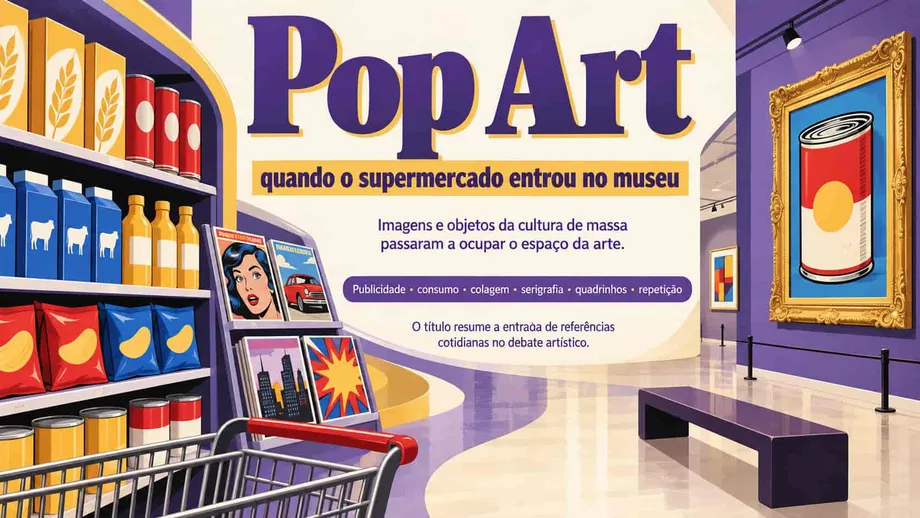 Pop Art
quando o supermercado entrou no museu
Imagens e objetos da cultura de massa
passaram a ocupar o espaço da arte.
Publicidade • consumo • colagem • serigrafia • quadrinhos • repetição
O título resume a entrada de referências
cotidianas no debate artístico.